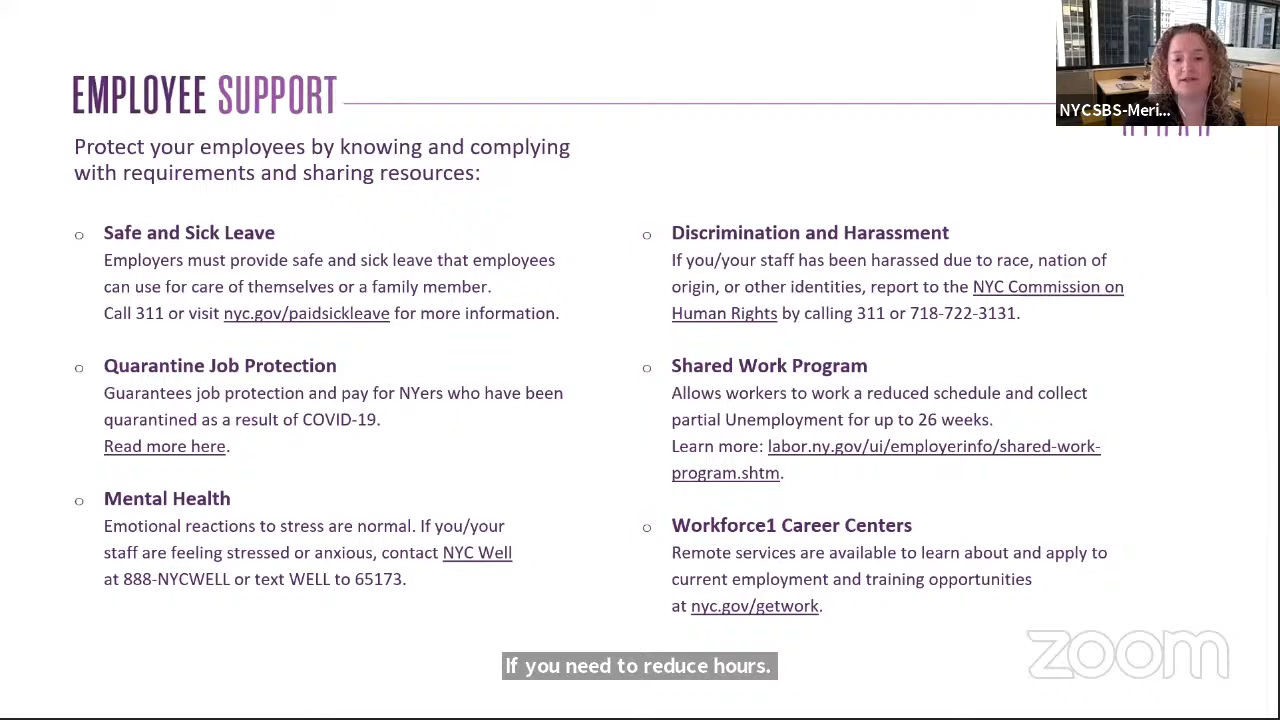 EMPLOYEE SUPPORT
NYCSBS-Meri...
Protect your employees by knowing and complying
with requirements and sharing resources:
o Safe and Sick Leave
Employers must provide safe and sick leave that employees
can use for care of themselves or a family member.
Call 311 or visit nyc.gov/paidsickleave for more information.
o Quarantine Job Protection
Guarantees job protection and pay for NYers who have been
quarantined as a result of COVID-19.
Read more here.
o Mental Health
Emotional reactions to stress are normal. If you/your
staff are feeling stressed or anxious, contact NYC Well
at 888-NYCWELL or text WELL to 65173.
o Discrimination and Harassment
If you/your staff has been harassed due to race, nation of
origin, or other identities, report to the NYC Commission on
Human Rights by calling 311 or 718-722-3131.
o Shared Work Program
Allows workers to work a reduced schedule and collect
partial Unemployment for up to 26 weeks.
Learn more: labor.ny.gov/ui/employerinfo/shared-work-
program.shtm.
o Workforce1 Career Centers
Remote services are available to learn about and apply to
current employment and training opportunities
at nyc.gov/getwork.
If you need to reduce hours.
zoom